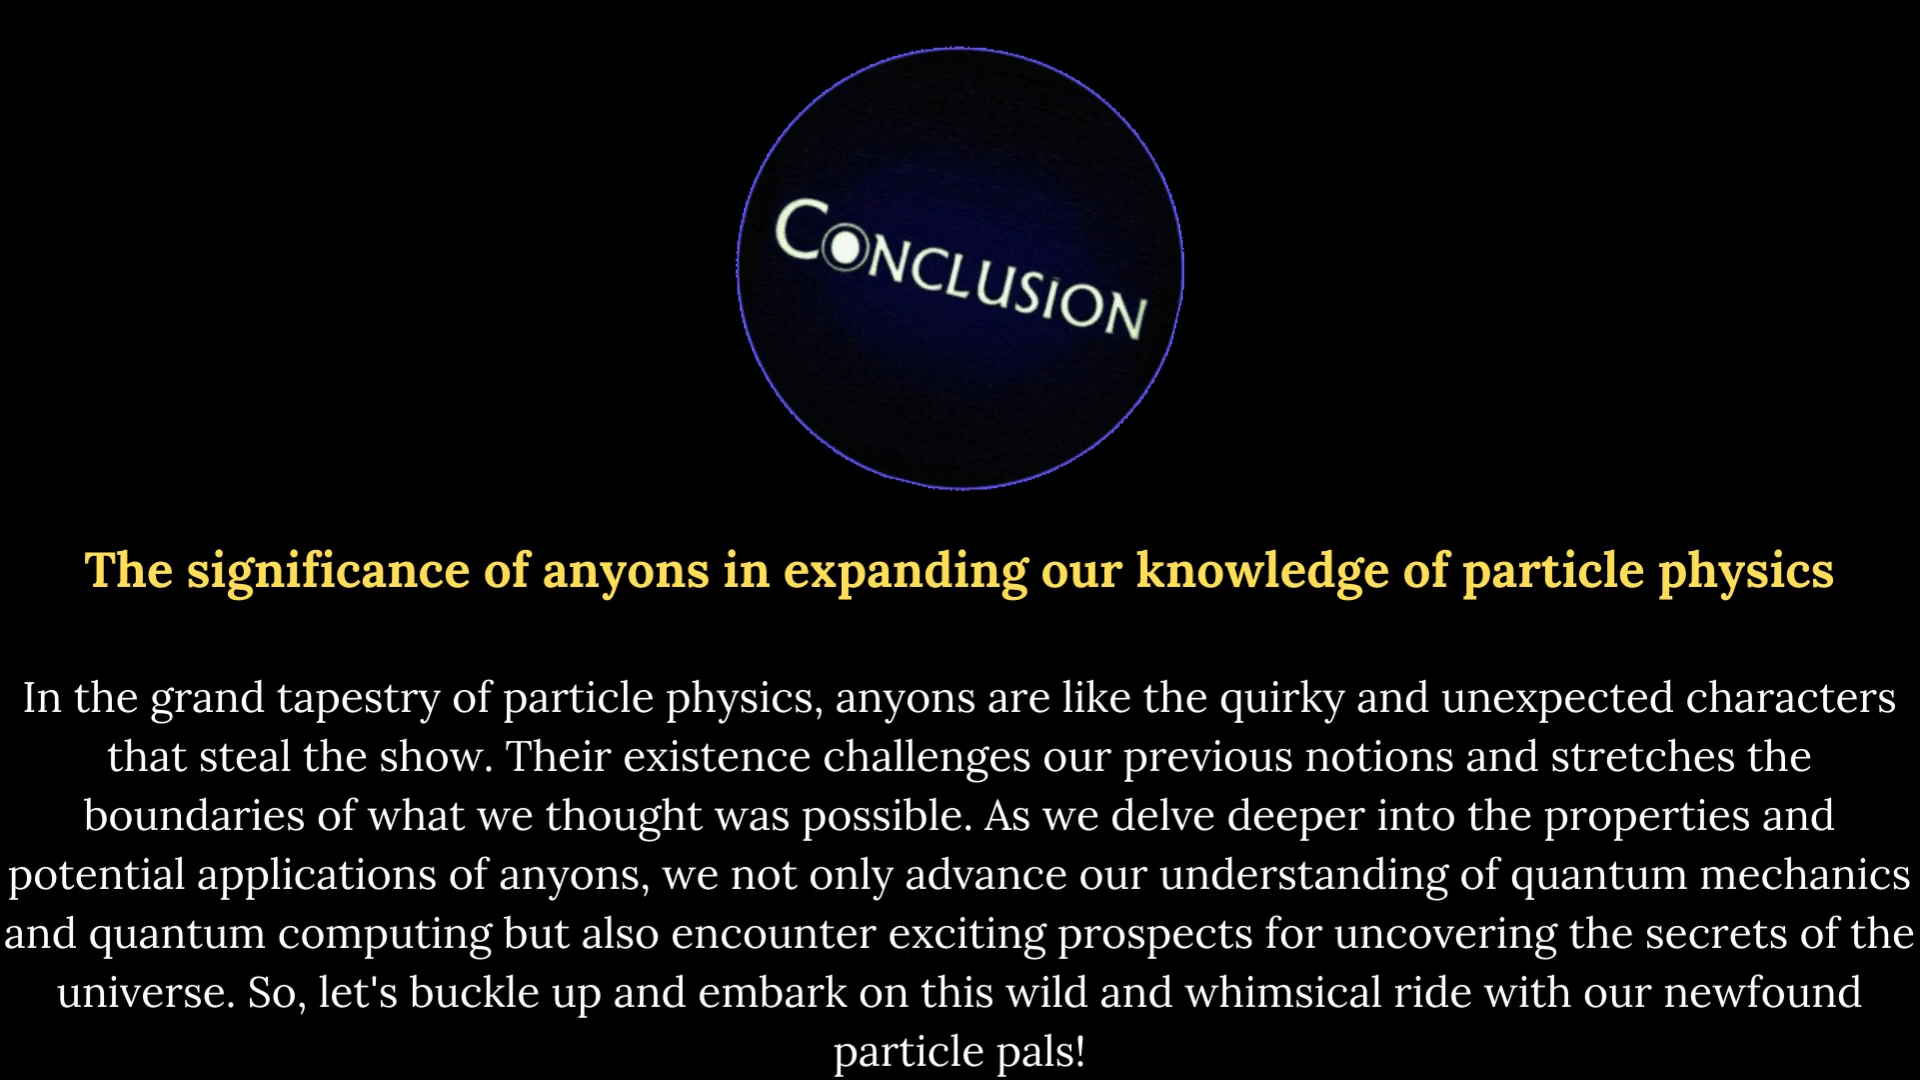 CONCLUSION
The significance of anyons in expanding our knowledge of particle physics
In the grand tapestry of particle physics, anyons are like the quirky and unexpected characters
that steal the show. Their existence challenges our previous notions and stretches the
boundaries of what we thought was possible. As we delve deeper into the properties and
potential applications of anyons, we not only advance our understanding of quantum mechanics
and quantum computing but also encounter exciting prospects for uncovering the secrets of the
universe. So, let's buckle up and embark on this wild and whimsical ride with our newfound
particle pals!